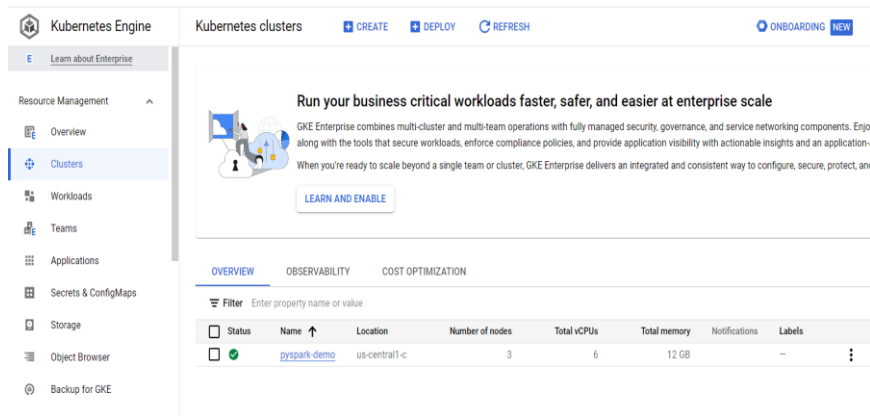 Kubernetes Engine
Kubernetes clusters
CREATE
DEPLOY
REFRESH
ONBOARDING NEW
E Learn about Enterprise
Resource Management
Overview
Clusters
Workloads
Teams
Applications
Secrets & ConfigMaps
Storage
Object Browser
Backup for GKE
Run your business critical workloads faster, safer, and easier at enterprise scale
GKE Enterprise combines multi-cluster and multi-team operations with fully managed security, governance, and service networking components. Enjo
along with the tools that secure workloads, enforce compliance policies, and provide application visibility with actionable insights and an application-
When you're ready to scale beyond a single team or cluster, GKE Enterprise delivers an integrated and consistent way to configure, secure, protect, and
LEARN AND ENABLE
OVERVIEW OBSERVABILITY COST OPTIMIZATION
Filter Enter property name or value
Status Name Location Number of nodes Total vCPUs Total memory Notifications Labels
pyspark-demo us-central1-c 3 6 12 GB –